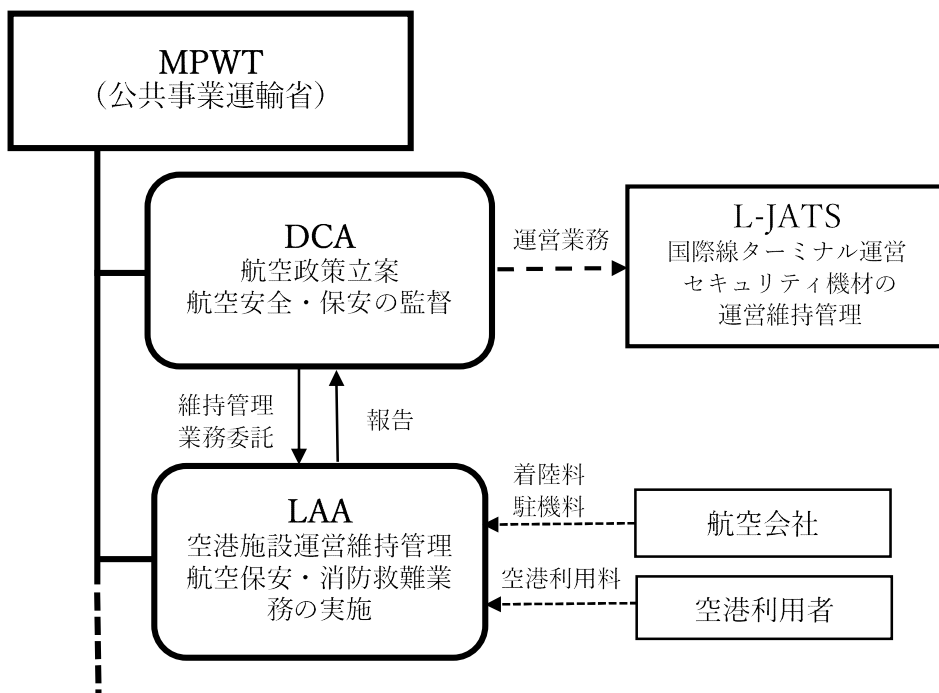 MPWT
（公共事業運輸省）
DCA
航空政策立案
航空安全・保安の監督
運営業務
L-JATS
国際線ターミナル運営
セキュリティ機材の
運営維持管理
維持管理
業務委託
報告
LAA
空港施設運営維持管理
航空保安・消防救難業
務の実施
着陸料
駐機料
航空会社
空港利用料
空港利用者